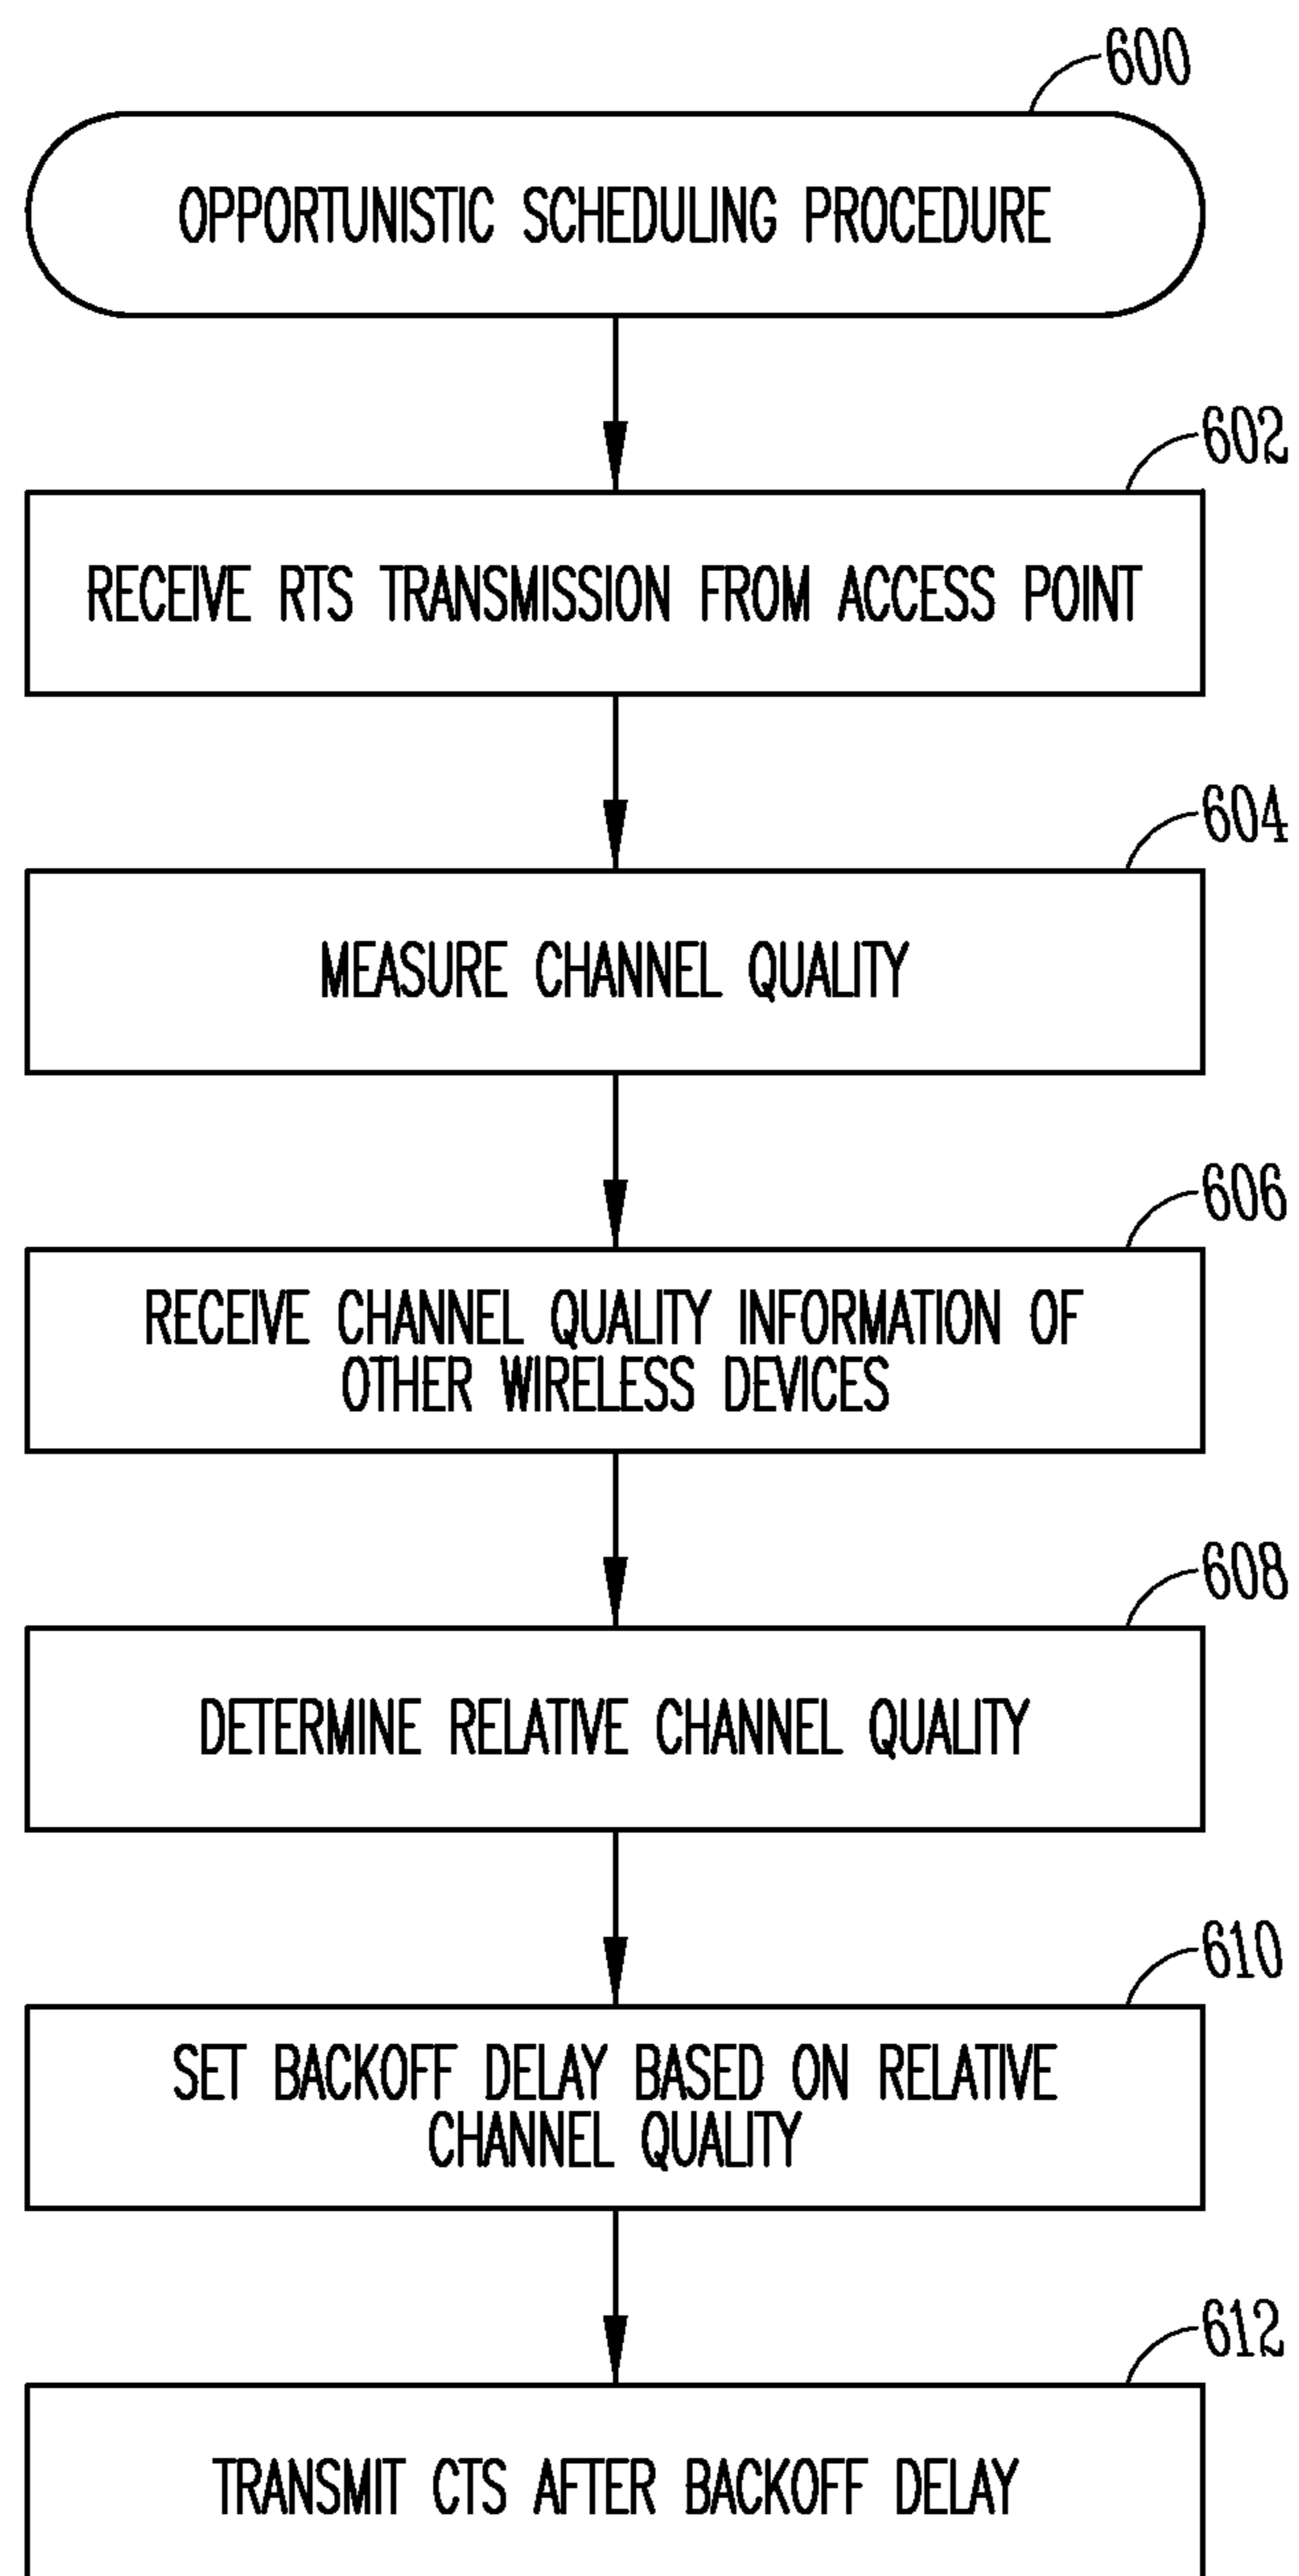 600
OPPORTUNISTIC SCHEDULING PROCEDURE
602
RECEIVE RTS TRANSMISSION FROM ACCESS POINT
604
MEASURE CHANNEL QUALITY
606
RECEIVE CHANNEL QUALITY INFORMATION OF
OTHER WIRELESS DEVICES
608
DETERMINE RELATIVE CHANNEL QUALITY
610
SET BACKOFF DELAY BASED ON RELATIVE
CHANNEL QUALITY
612
TRANSMIT CTS AFTER BACKOFF DELAY